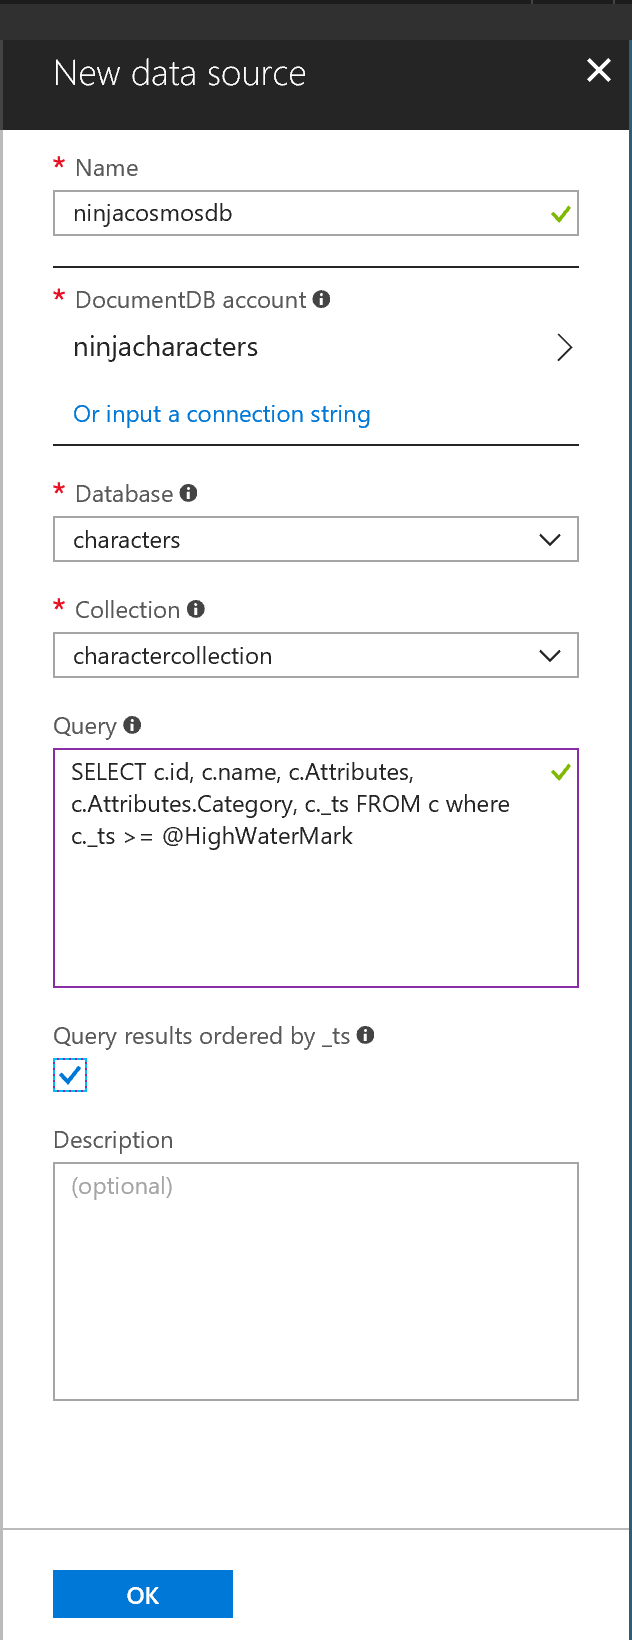 New data source
* Name
ninjacosmosdb
* DocumentDB account
ninjacharacters
Or input a connection string
* Database
characters
* Collection
charactercollection
Query
SELECT c.id, c.name, c.Attributes,
c.Attributes.Category, c._ts FROM c where
c._ts >= @HighWaterMark
Query results ordered by _ts
Description
(optional)
OK